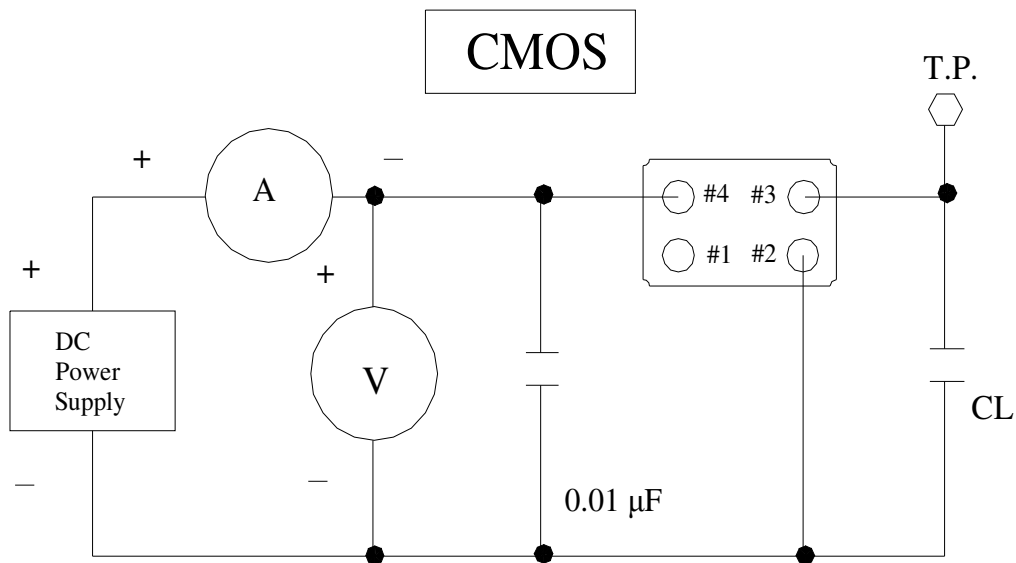 CMOS
T.P.
+
–
A
#4 #3
#1 #2
+
+
DC
Power
Supply
V
CL
–
–
0.01 μF